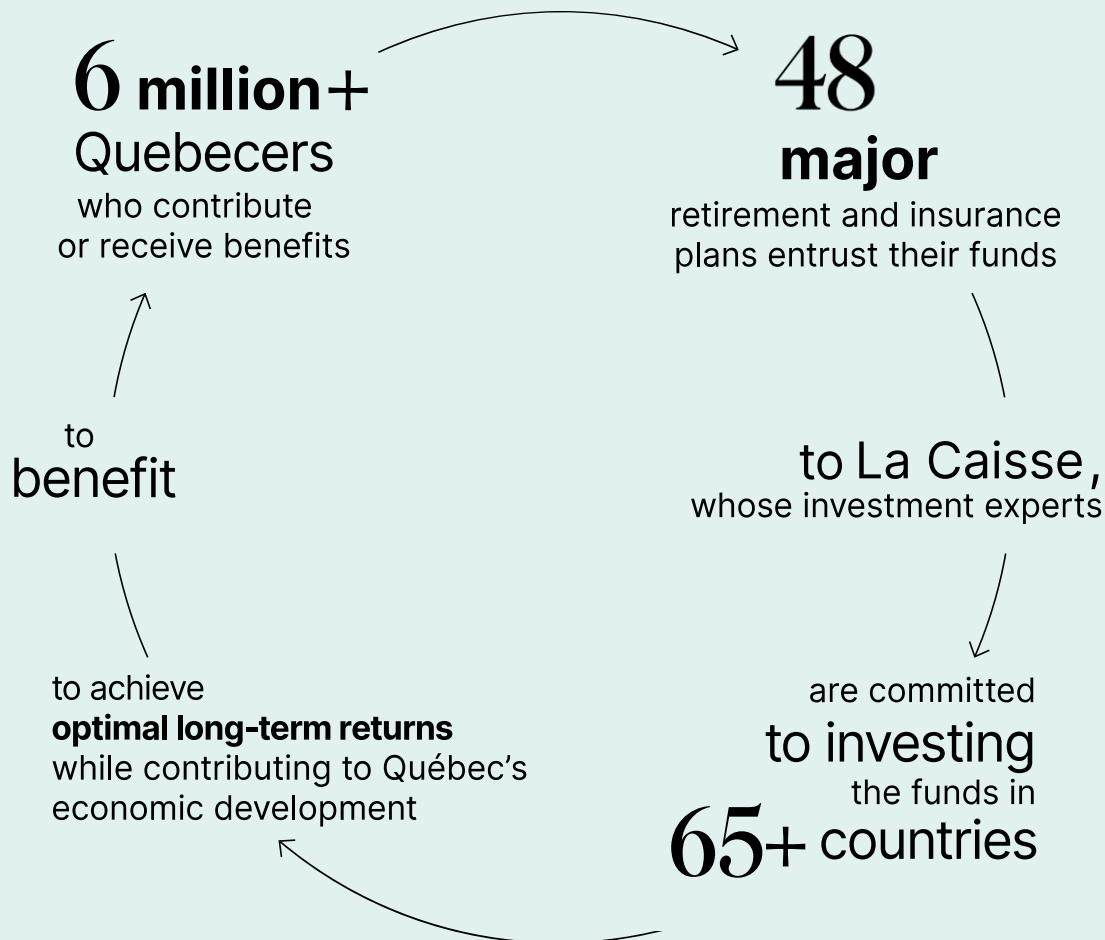 6 million+
Quebecers
who contribute
or receive benefits
48
major
retirement and insurance
plans entrust their funds
to La Caisse,
whose investment experts
are committed
to investing
the funds in
65+ countries
to achieve
optimal long-term returns
while contributing to Québec's
economic development
to
benefit